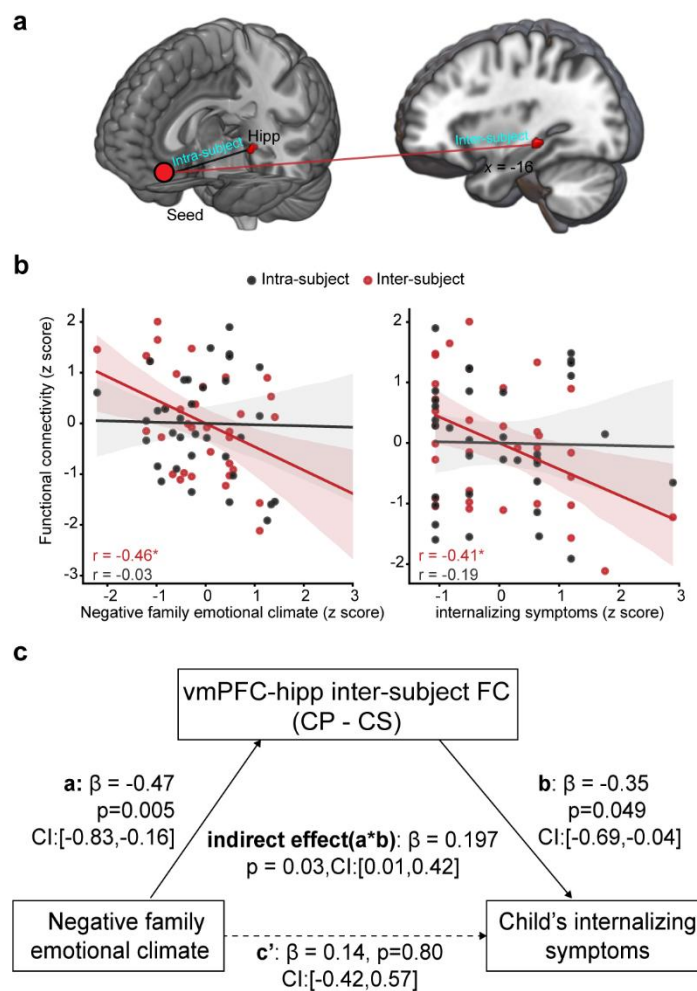 a
Hipp
Intra-subject
Inter-subject
x = -16
Seed
b
Intra-subject Inter-subject
Functional connectivity (z score)
2
1
0
-1
-2
-3
r = -0.46*
r = -0.03
-2 -1 0 1 2 3
Negative family emotional climate (z score)
2
1
0
-1
-2
r = -0.41*
r = -0.19
-1 0 1 2 3
internalizing symptoms (z score)
c
vmPFC-hipp inter-subject FC
(CP - CS)
a: β = -0.47
p=0.005
CI:[-0.83,-0.16]
b: β = -0.35
p=0.049
CI:[-0.69,-0.04]
indirect effect(a*b): β = 0.197
p = 0.03,CI:[0.01,0.42]
Negative family
emotional climate
c’: β = 0.14, p=0.80
CI:[-0.42,0.57]
Child's internalizing
symptoms